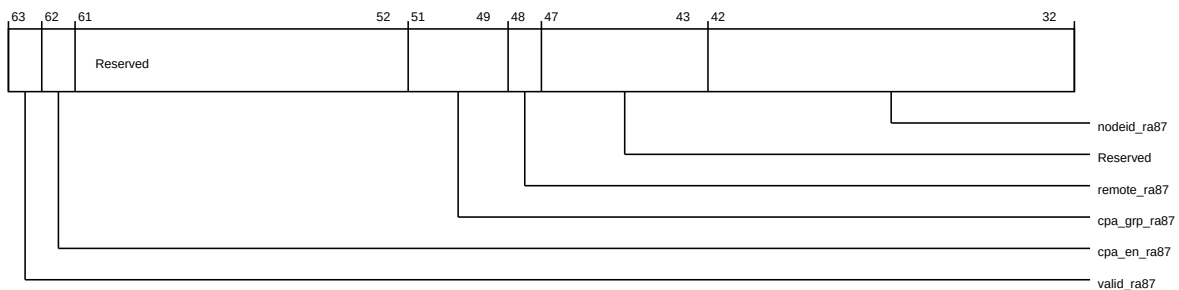 63 62 61 52 51 49 48 47 43 42 32
Reserved
nodeid_ra87
Reserved
remote_ra87
cpa_grp_ra87
cpa_en_ra87
valid_ra87